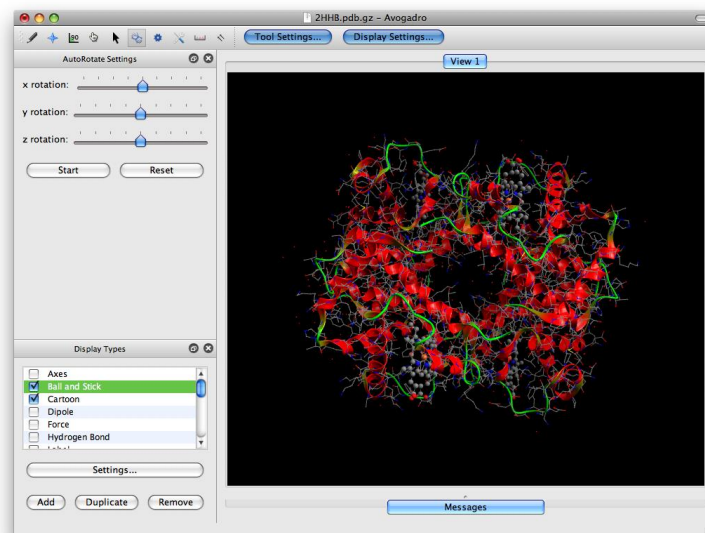 2HHB.pdb.gz – Avogadro
90
Tool Settings...
Display Settings...
AutoRotate Settings
View 1
x rotation:
y rotation:
z rotation:
Start
Reset
Display Types
Axes
Ball and Stick
Cartoon
Dipole
Force
Hydrogen Bond
Settings...
Add
Duplicate
Remove
Messages